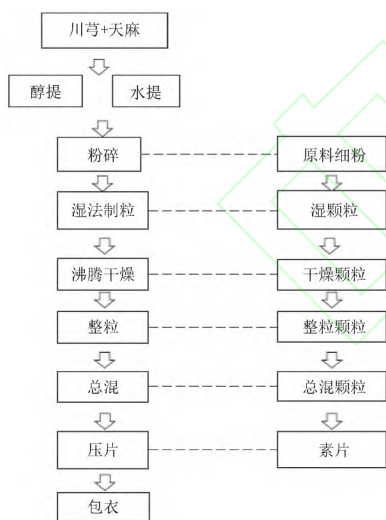 川芎+天麻
醇提
水提
粉碎
原料细粉
湿法制粒
湿颗粒
沸腾干燥
干燥颗粒
整粒
整粒颗粒
总混
总混颗粒
压片
素片
包衣